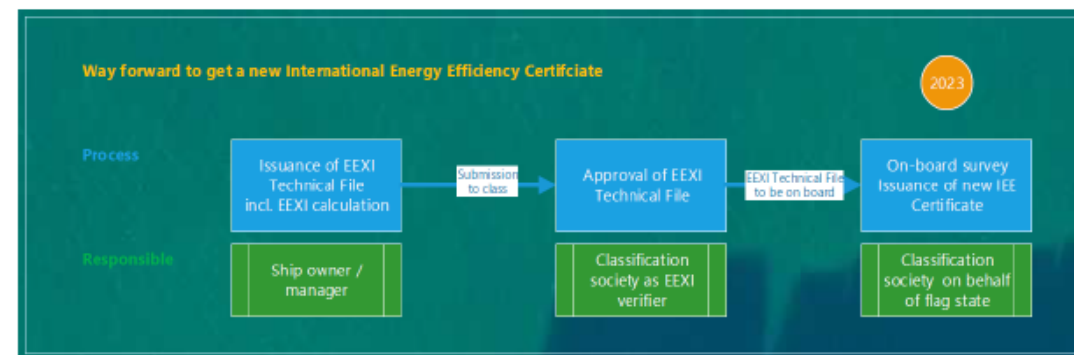 Way forward to get a new International Energy Efficiency Certifciate
2023
Process
Issuance of EEXI
Technical File
incl. EEXI calculation
Submission
to class
Approval of EEXI
Technical File
EEXI Technical File
to be on board
On-board survey
Issuance of new IEE
Certificate
Responsible
Ship owner /
manager
Classification
society as EEXI
verifier
Classification
society on behalf
of flag state